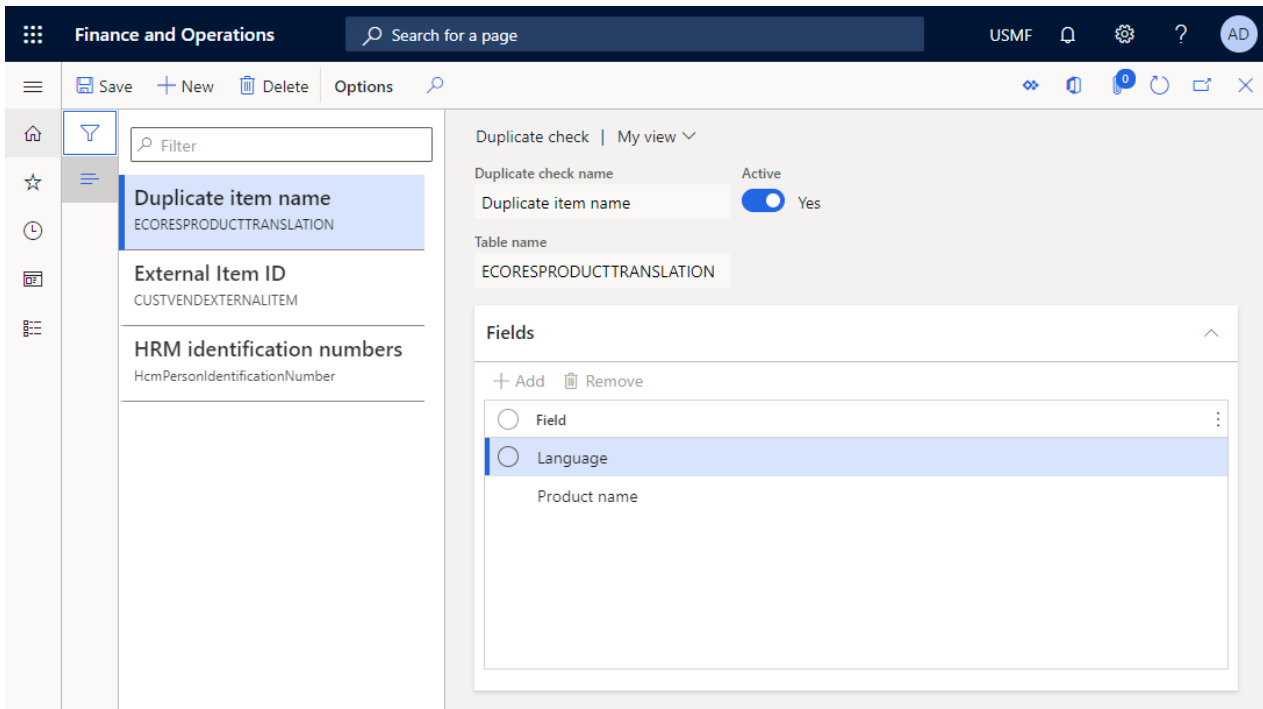 Finance and Operations
Search for a page
USMF
?
AD
Save
New
Delete
Options
0
Filter
Duplicate item name
ECORESPRODUCTTRANSLATION
External Item ID
CUSTVENDEXTERNALITEM
HRM identification numbers
HcmPersonIdentificationNumber
Duplicate check | My view
Duplicate check name
Active
Duplicate item name
Yes
Table name
ECORESPRODUCTTRANSLATION
Fields
Add
Remove
Field
Language
Product name